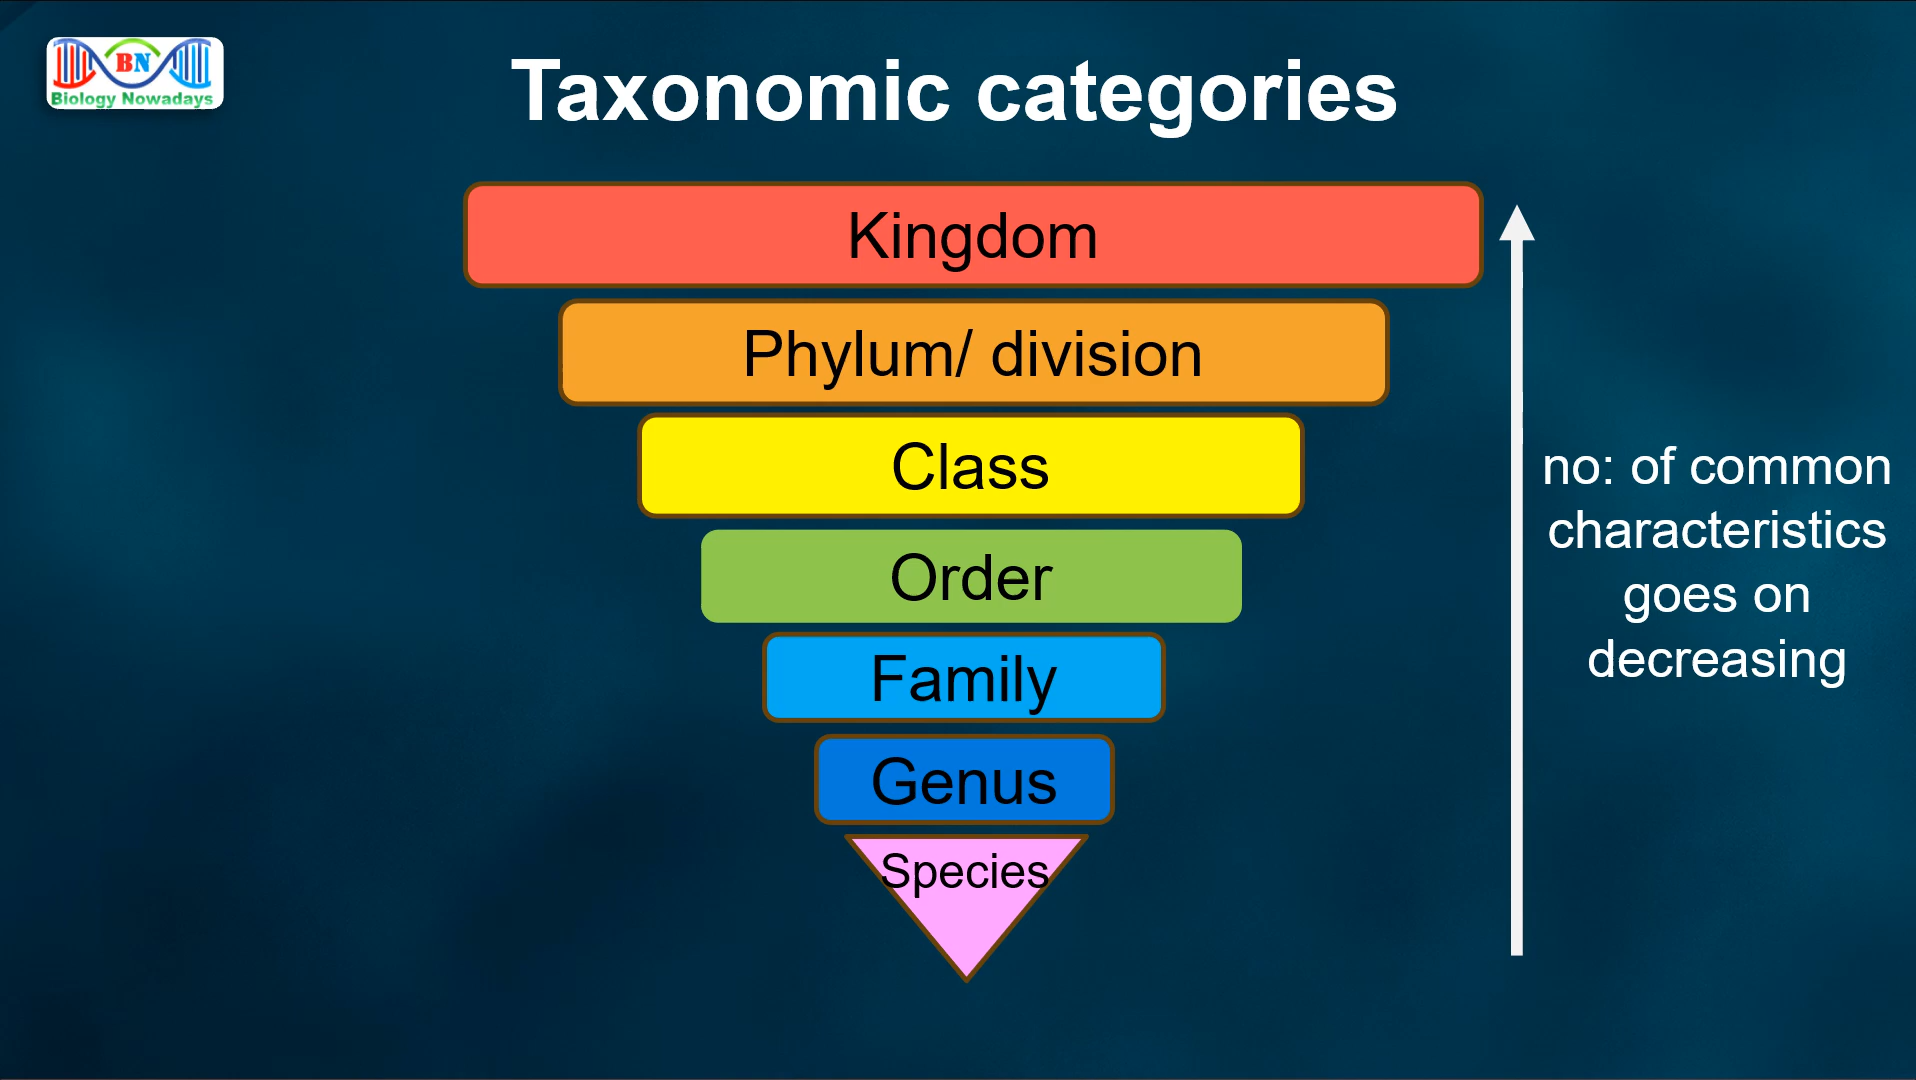 BN
Biology Nowadays
Taxonomic categories
Kingdom
Phylum/ division
Class
Order
Family
Genus
Species
no: of common
characteristics
goes on
decreasing